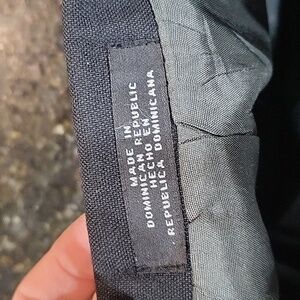 MADE IN
DOMINICAN REPUBLIC
HECHO EN
REPUBLICA DOMINICANA